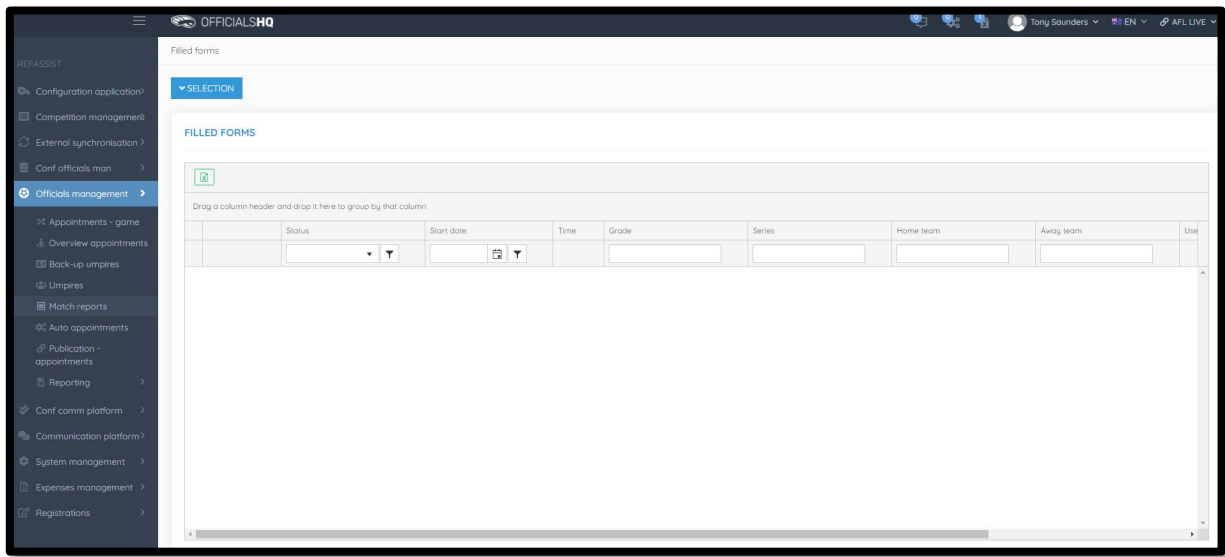 OFFICIALSHQ
Tony Saunders
EN
AFL LIVE
REFASSIST
Configuration application
Competition management
External synchronisation
Conf officials man
Officials management
Appointments - game
Overview appointments
Back-up umpires
Umpires
Match reports
Auto appointments
Publication -
appointments
Reporting
Conf comm platform
Communication platform
System management
Expenses management
Registrations
Filled forms
SELECTION
FILLED FORMS
Drag a column header and drop it here to group by that column
Status Start date Time Grade Series Home team Away team Use